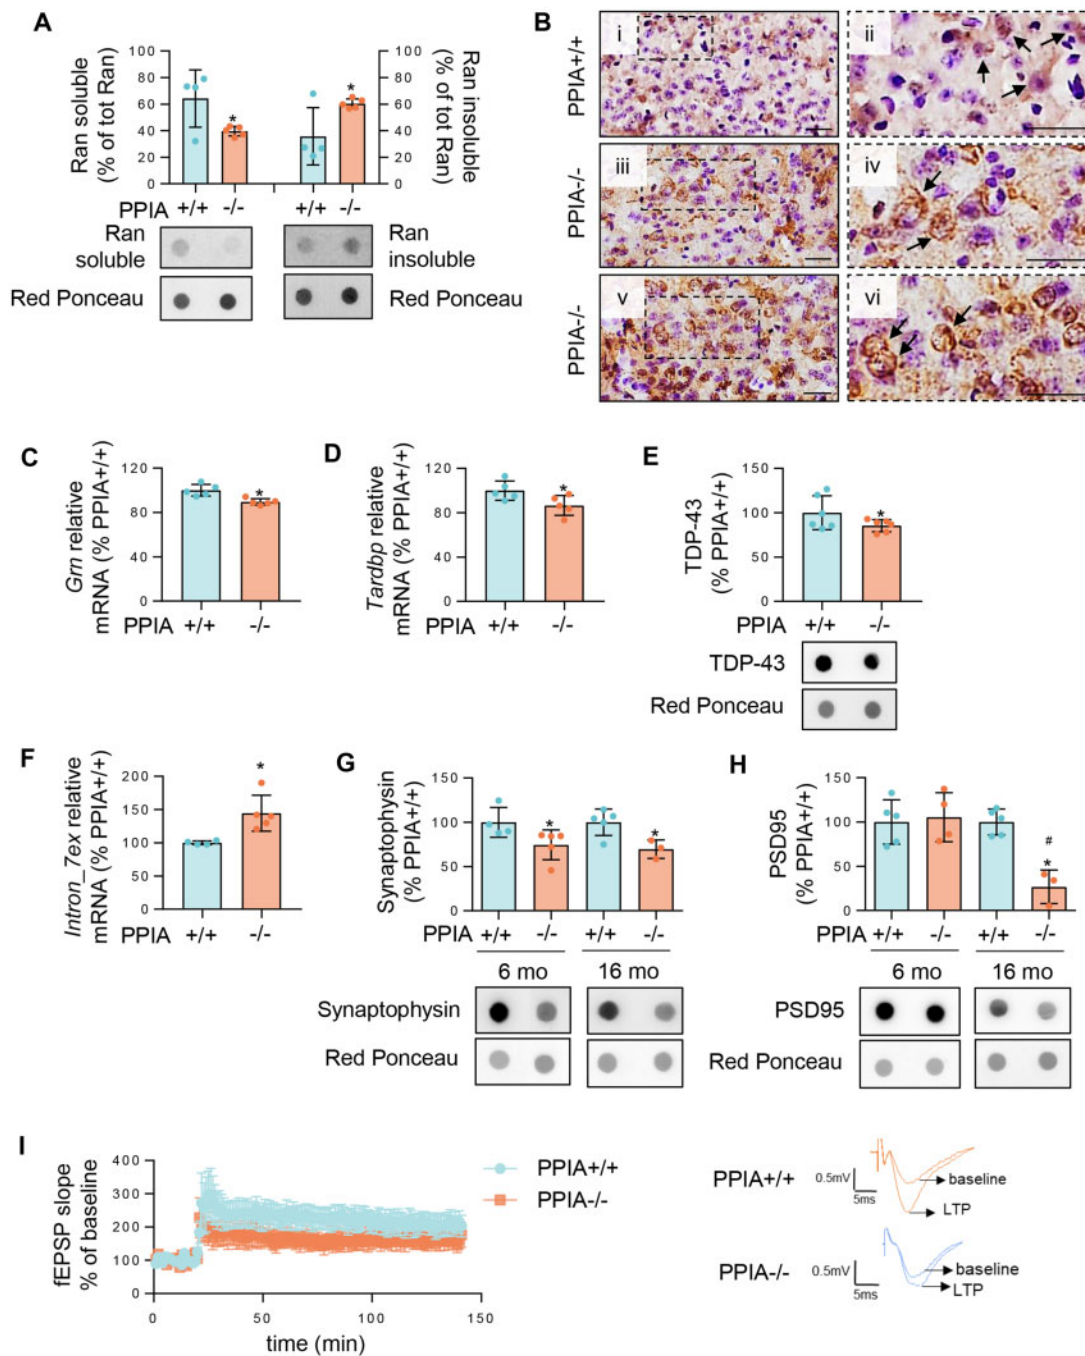 A
Ran soluble
(% of tot Ran)
100
80
60
40
20
0
*
*
100
80
60
40
20
0
Ran insoluble
(% of tot Ran)
PPIA +/+ -/- +/+ -/-
Ran
soluble
Ran
insoluble
Red Ponceau
Red Ponceau
B
PPIA+/+
i
ii
PPIA-/-
iii
iv
PPIA-/-
v
vi
C
Grn relative
mRNA (% PPIA+/+)
120
80
40
0
*
PPIA +/+ -/-
D
Tardbp relative
mRNA (% PPIA+/+)
120
80
40
0
*
PPIA +/+ -/-
E
TDP-43
(% PPIA+/+)
150
100
50
0
*
PPIA +/+ -/-
TDP-43
Red Ponceau
F
Intron_7ex relative
mRNA (% PPIA+/+)
200
150
100
50
0
*
PPIA +/+ -/-
G
Synaptophysin
(% PPIA+/+)
150
100
50
0
*
*
PPIA +/+ -/- +/+ -/-
6 mo 16 mo
Synaptophysin
Red Ponceau
H
PSD95
(% PPIA+/+)
150
100
50
0
#
*
PPIA +/+ -/- +/+ -/-
6 mo 16 mo
PSD95
Red Ponceau
I
fEPSP slope
% of baseline
400
300
200
100
0
0 50 100 150
time (min)
PPIA+/+
PPIA-/-
PPIA+/+
0.5mV
5ms
baseline
LTP
PPIA-/-
0.5mV
5ms
baseline
LTP